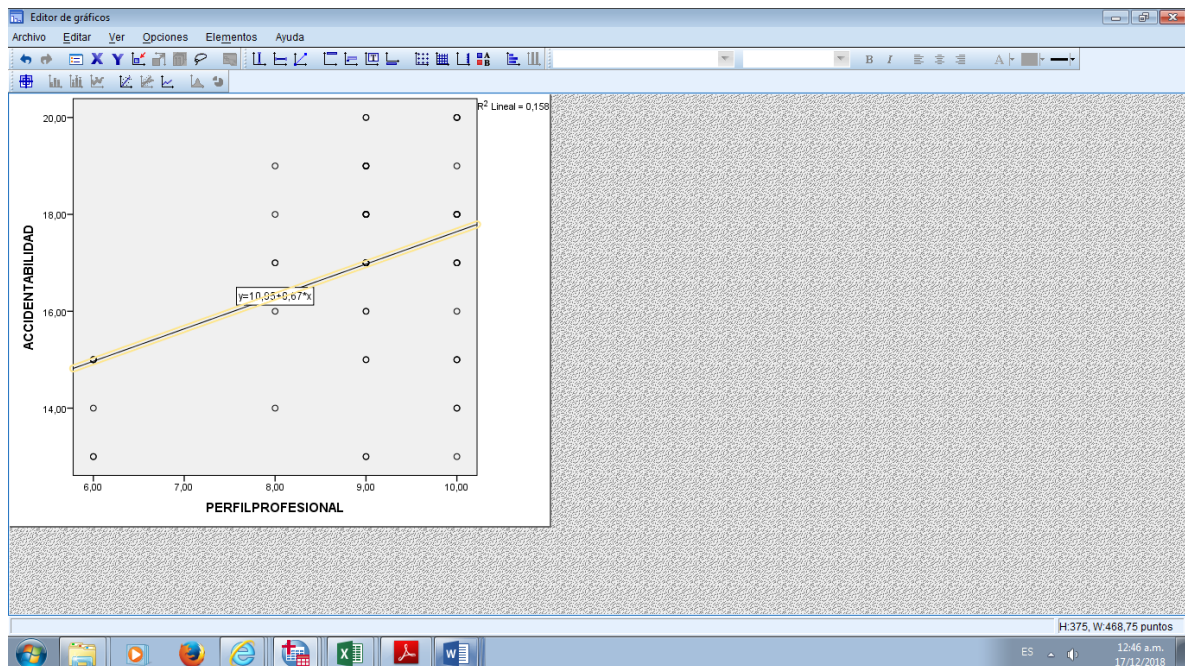 Editor de gráficos
Archivo Editar Ver Opciones Elementos Ayuda
X Y
B I A
R² Lineal = 0,158
20,00
18,00
16,00
14,00
ACCIDENTABILIDAD
6,00 7,00 8,00 9,00 10,00
PERFILPROFESIONAL
H:375, W:468,75 puntos
ES
12:46 a.m.
17/12/2018